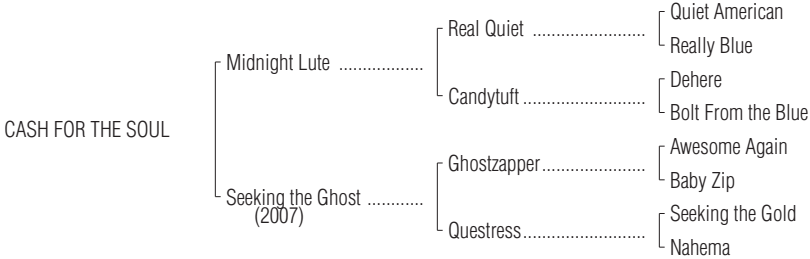 Quiet American
Real Quiet ........................
Really Blue
Midnight Lute ..................
Dehere
Candytuft ..........................
Bolt From the Blue
CASH FOR THE SOUL
Awesome Again
Ghostzapper......................
Baby Zip
Seeking the Ghost ............
(2007)
Seeking the Gold
Questress..........................
Nahema